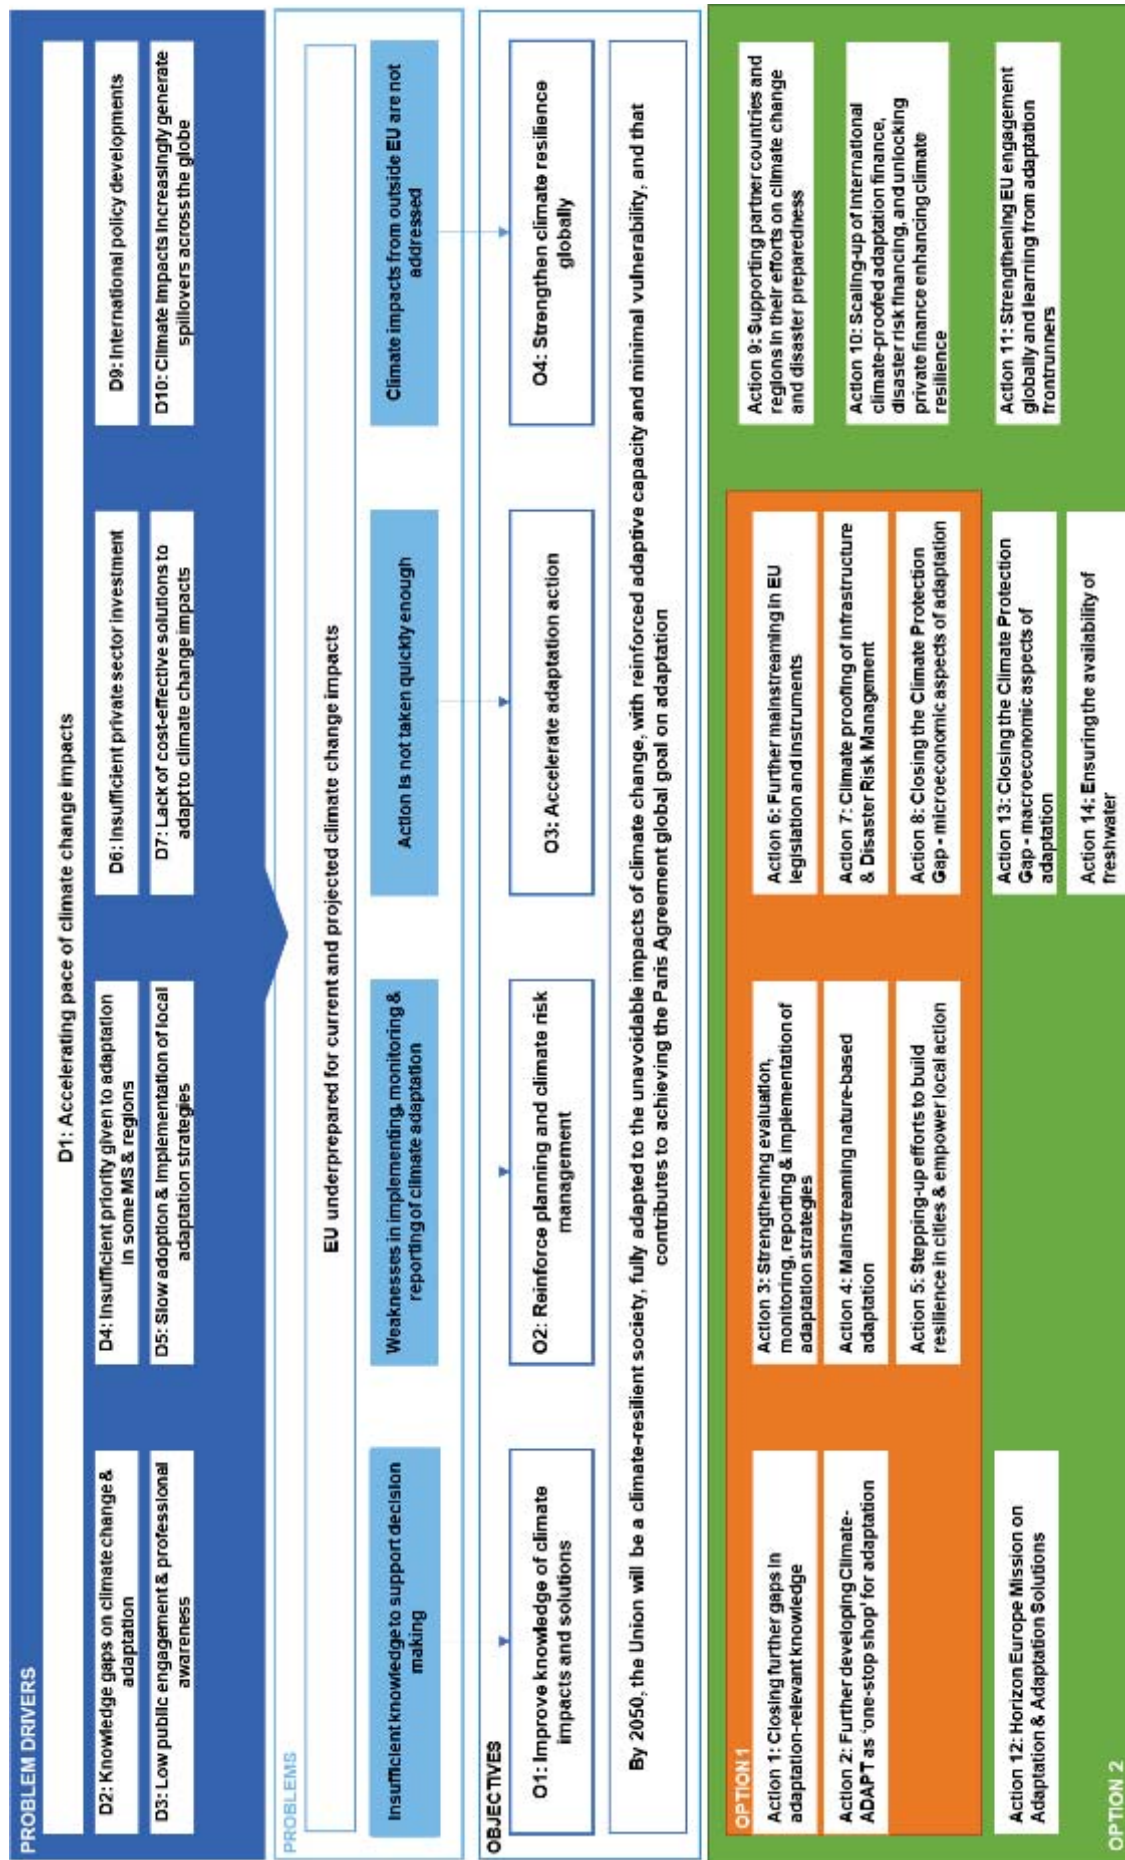 PROBLEM DRIVERS
D1: Accelerating pace of climate change impacts
D2: Knowledge gaps on climate change &
adaptation
D3: Low public engagement & professional
awareness
D4: Insufficient priority given to adaptation
in some MS & regions
D5: Slow adoption & implementation of local
adaptation strategies
D6: Insufficient private sector investment
D7: Lack of cost-effective solutions to
adapt to climate change impacts
D9: International policy developments
D10: Climate impacts increasingly generate
spillovers across the globe
PROBLEMS
EU underprepared for current and projected climate change impacts
Insufficient knowledge to support decision
making
Weaknesses in implementing, monitoring &
reporting of climate adaptation
Action is not taken quickly enough
Climate impacts from outside EU are not
addressed
OBJECTIVES
O1: Improve knowledge of climate
impacts and solutions
O2: Reinforce planning and climate risk
management
O3: Accelerate adaptation action
O4: Strengthen climate resilience
globally
By 2050, the Union will be a climate-resilient society, fully adapted to the unavoidable impacts of climate change, with reinforced adaptive capacity and minimal vulnerability, and that
contributes to achieving the Paris Agreement global goal on adaptation
OPTION1
Action 1: Closing further gaps in
adaptation-relevant knowledge
Action 2: Further developing Climate-
ADAPT as 'one-stop shop' for adaptation
Action 3: Strengthening evaluation,
monitoring, reporting & implementation of
adaptation strategies
Action 4: Mainstreaming nature-based
adaptation
Action 5: Stepping-up efforts to build
resilience in cities & empower local action
Action 6: Further mainstreaming in EU
legislation and instruments
Action 7: Climate proofing of infrastructure
& Disaster Risk Management
Action 8: Closing the Climate Protection
Gap - microeconomic aspects of adaptation
Action 9: Supporting partner countries and
regions in their efforts on climate change
and disaster preparedness
Action 10: Scaling-up of international
climate-proofed adaptation finance,
disaster risk financing, and unlocking
private finance enhancing climate
resilience
Action 11: Strengthening EU engagement
globally and learning from adaptation
frontrunners
Action 12: Horizon Europe Mission on
Adaptation & Adaptation Solutions
Action 13: Closing the Climate Protection
Gap - macroeconomic aspects of
adaptation
Action 14: Ensuring the availability of
freshwater
OPTION 2